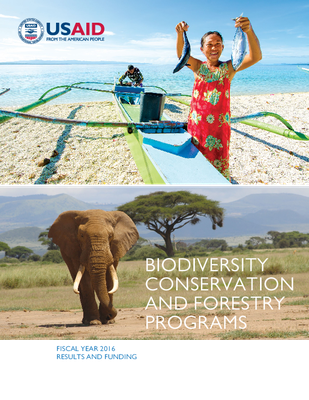 USAID
FROM THE AMERICAN PEOPLE
BIODIVERSITY
CONSERVATION
AND FORESTRY
PROGRAMS
FISCAL YEAR 2016
RESULTS AND FUNDING